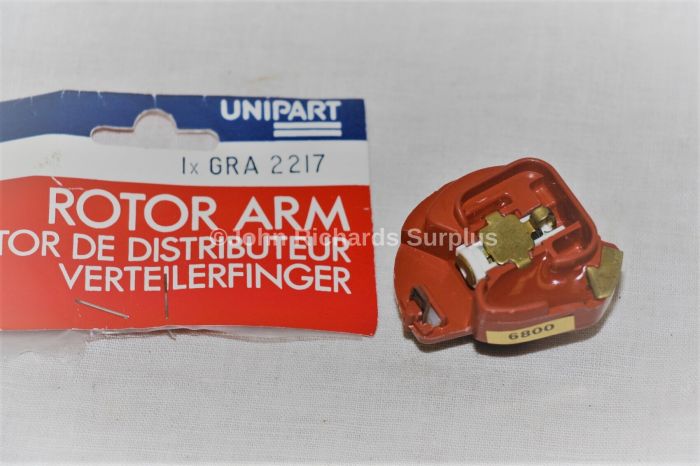 UNIPART
1x GRA 2217
ROTOR ARM
TOR DE DISTRIBUTEUR
VERTEILERFINGER
©John Richards Surplus
6800